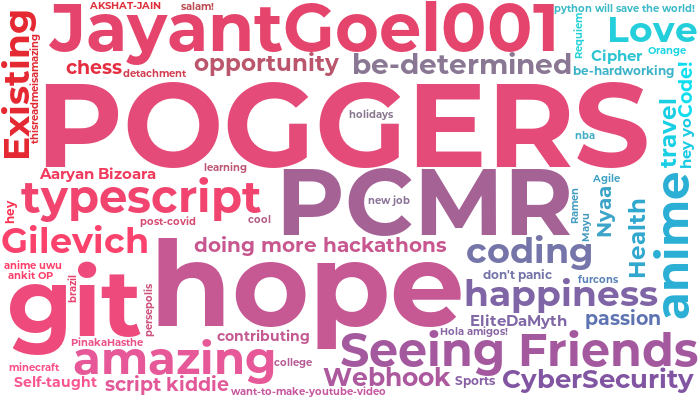 AKSHAT-JAIN
salam!
python will save the world!
JayantGoel001
Requiem
Love
Existing
thisreadmeisamazing
chess
detachment
opportunity
be-determined
Cipher
Orange
be-hardworking
POGGERS
holidays
nba
travel
hey yo
Code!
Aaryan Bizoara
learning
PCMR
new job
Agile
Nyaa
Ramen
Mayu
hey
typescript
post-covid
cool
Health
anime
Gilevich
doing more hackathons
coding
hope
don't panic
furcons
anime uwu
ankit OP
git
brazil
persepolis
happiness
EliteDaMyth
passion
PinakaHasthe
contributing
Hola amigos!
amazing
college
Seeing Friends
minecraft
Self-taught
script kiddie
want-to-make-youtube-video
Webhook
Sports
CyberSecurity